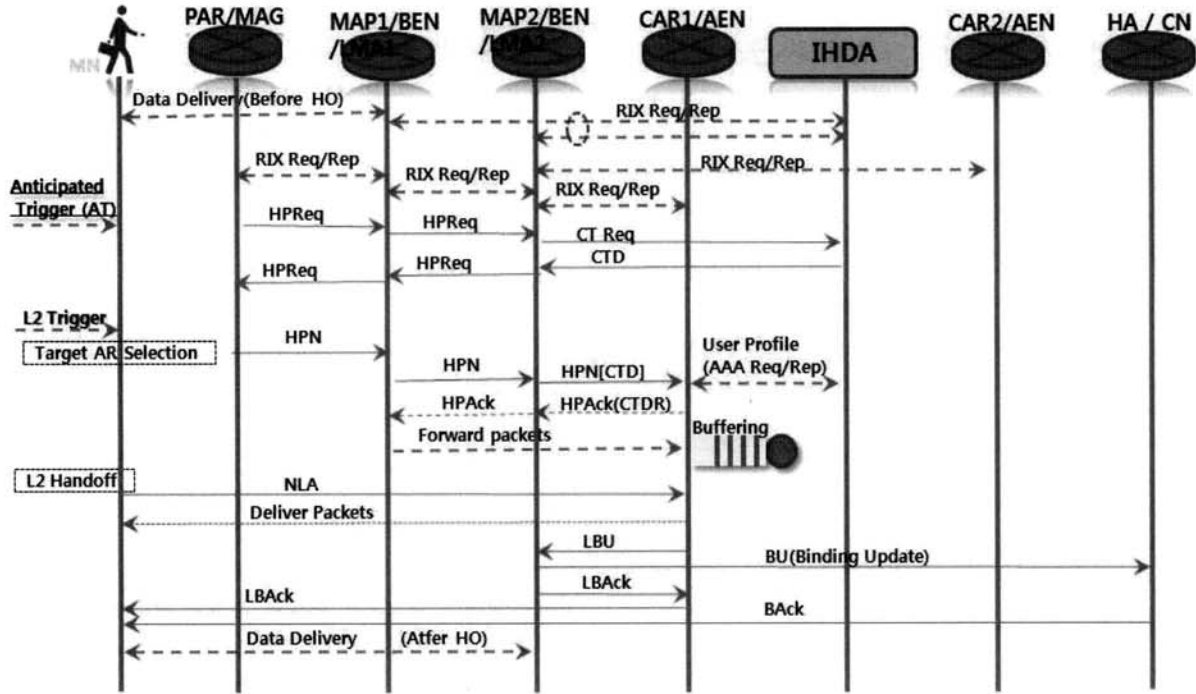 PAR/MAG
MAP1/BEN
/LMA1
MAP2/BEN
/LMA2
CAR1/AEN
IHDA
CAR2/AEN
HA / CN
MN
Data Delivery(Before HO)
RIX Req/Rep
RIX Req/Rep
RIX Req/Rep
RIX Req/Rep
RIX Req/Rep
Anticipated
Trigger (AT)
HPReq
HPReq
CT Req
CTD
HPReq
HPReq
L2 Trigger
Target AR Selection
HPN
User Profile
(AAA Req/Rep)
HPN
HPN[CTD]
HPAck
HPAck(CTDR)
Buffering
Forward packets
L2 Handoff
NLA
Deliver Packets
LBU
BU(Binding Update)
LBAck
LBAck
BAck
Data Delivery (Atfer HO)